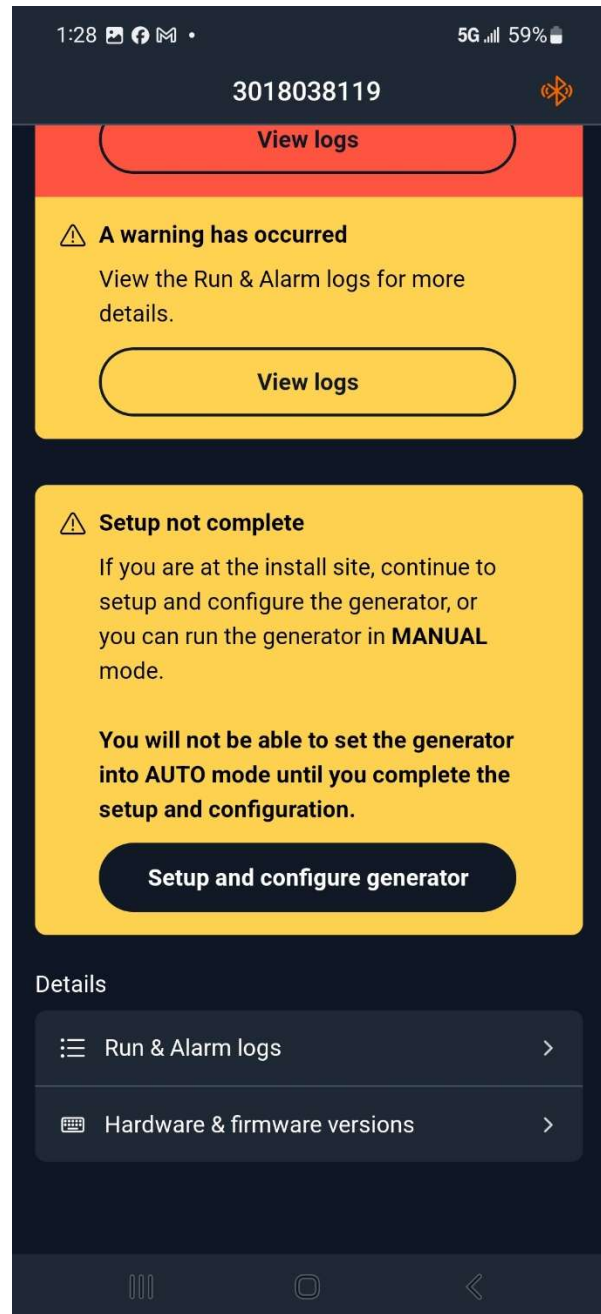 1:28
5G 59%
3018038119
View logs
A warning has occurred
View the Run & Alarm logs for more
details.
View logs
Setup not complete
If you are at the install site, continue to
setup and configure the generator, or
you can run the generator in MANUAL
mode.
You will not be able to set the generator
into AUTO mode until you complete the
setup and configuration.
Setup and configure generator
Details
Run & Alarm logs
Hardware & firmware versions